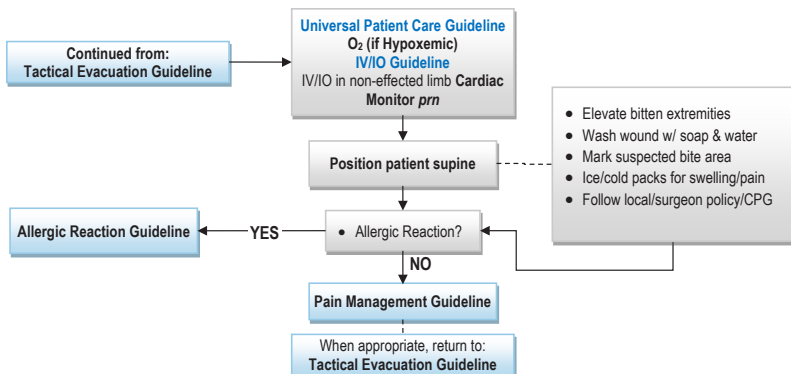 Continued from:
Tactical Evacuation Guideline
Universal Patient Care Guideline
O₂ (if Hypoxemic)
IV/IO Guideline
IV/IO in non-effected limb Cardiac
Monitor prn
Position patient supine
• Elevate bitten extremities
• Wash wound w/ soap & water
• Mark suspected bite area
• Ice/cold packs for swelling/pain
• Follow local/surgeon policy/CPG
Allergic Reaction Guideline
YES
• Allergic Reaction?
NO
Pain Management Guideline
When appropriate, return to:
Tactical Evacuation Guideline